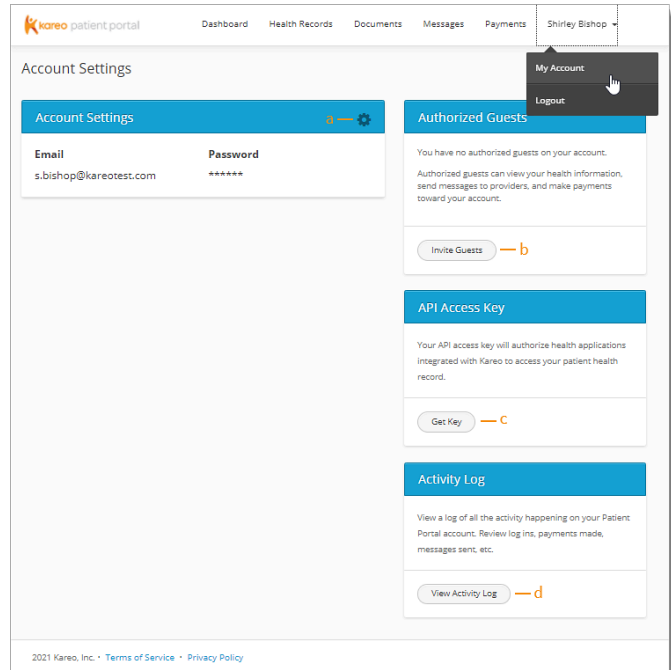 kareo patient portal
Dashboard Health Records Documents Messages Payments Shirley Bishop
My Account
Logout
Account Settings
Account Settings a
Email Password
s.bishop@kareotest.com ******
Authorized Guests
You have no authorized guests on your account.
Authorized guests can view your health information,
send messages to providers, and make payments
toward your account.
Invite Guests b
API Access Key
Your API access key will authorize health applications
integrated with Kareo to access your patient health
record.
Get Key c
Activity Log
View a log of all the activity happening on your Patient
Portal account. Review log ins, payments made,
messages sent, etc.
View Activity Log d
2021 Kareo, Inc. • Terms of Service • Privacy Policy